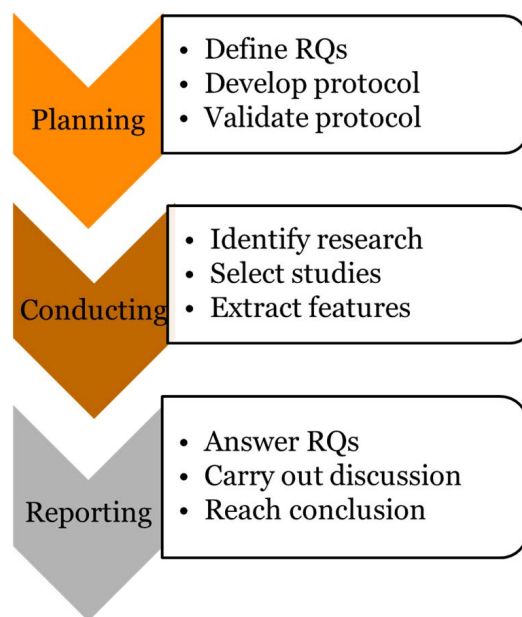 Planning
• Define RQs
• Develop protocol
• Validate protocol
Conducting
• Identify research
• Select studies
• Extract features
Reporting
• Answer RQs
• Carry out discussion
• Reach conclusion